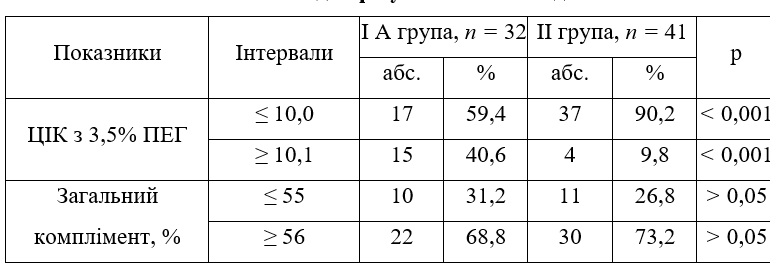 Показники Інтервали І А група, n = 32 ІІ група, n = 41 р
абс. % абс. %
ЦІК з 3,5% ПЕГ ≤ 10,0 17 59,4 37 90,2 < 0,001
≥ 10,1 15 40,6 4 9,8 < 0,001
Загальний комплімент, % ≤ 55 10 31,2 11 26,8 > 0,05
≥ 56 22 68,8 30 73,2 > 0,05